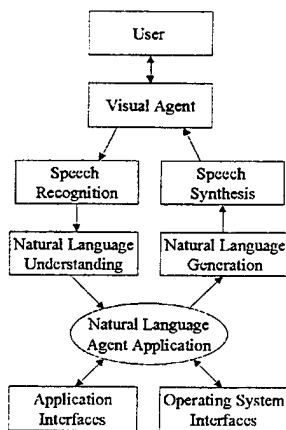 User
Visual Agent
Speech
Recognition
Speech
Synthesis
Natural Language
Understanding
Natural Language
Generation
Natural Language
Agent Application
Application
Interfaces
Operating System
Interfaces